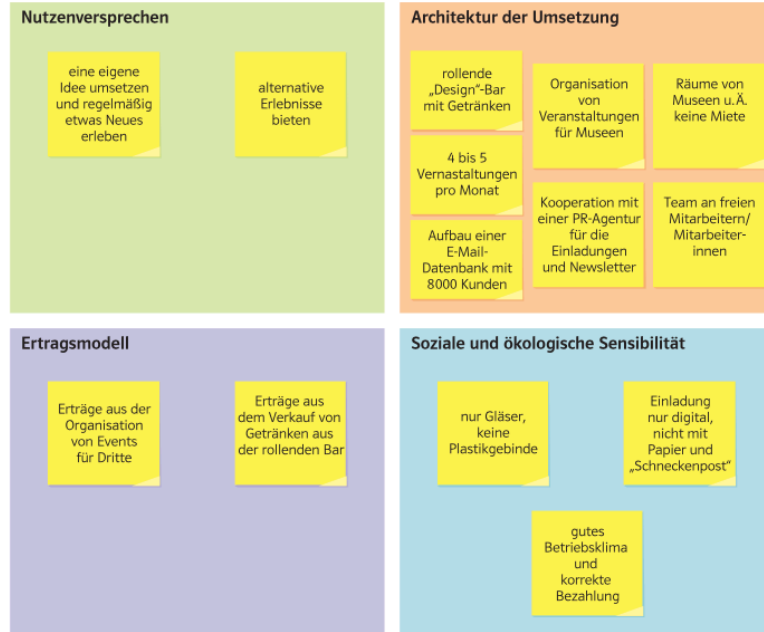 Nutzenversprechen
eine eigene
Idee umsetzen
und regelmäßig
etwas Neues
erleben
alternative
Erlebnisse
bieten
Architektur der Umsetzung
rollende
„Design“-Bar
mit Getränken
4 bis 5
Vernastaltungen
pro Monat
Aufbau einer
E-Mail-
Datenbank mit
8000 Kunden
Organisation
von
Veranstaltungen
für Museen
Kooperation mit
einer PR-Agentur
für die
Einladungen
und Newsletter
Räume von
Museen u.Ä.
keine Miete
Team an freien
Mitarbeitern/
Mitarbeiter-
innen
Ertragsmodell
Erträge aus der
Organisation
von Events
für Dritte
Erträge aus
dem Verkauf von
Getränken aus
der rollenden Bar
Soziale und ökologische Sensibilität
nur Gläser,
keine
Plastikgebinde
Einladung
nur digital,
nicht mit
Papier und
„Schneckenpost“
gutes
Betriebsklima
und
korrekte
Bezahlung